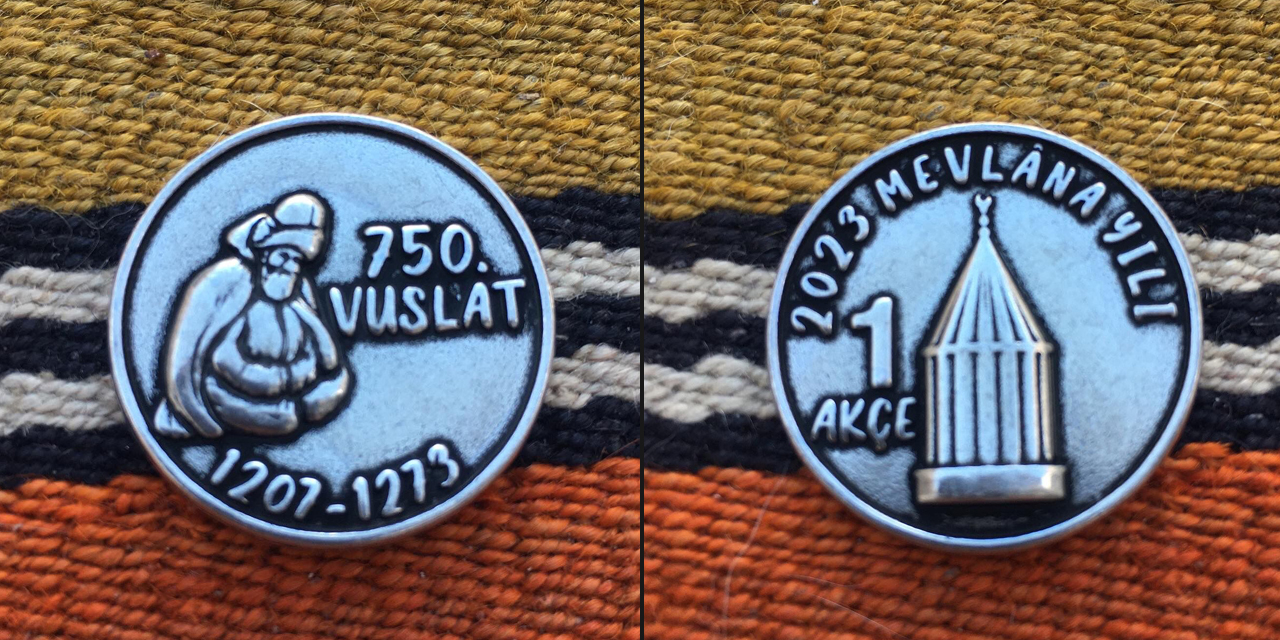 750.
VUSLAT
1207-1273
2023 MEVLÂNA YILI
1
AKÇE